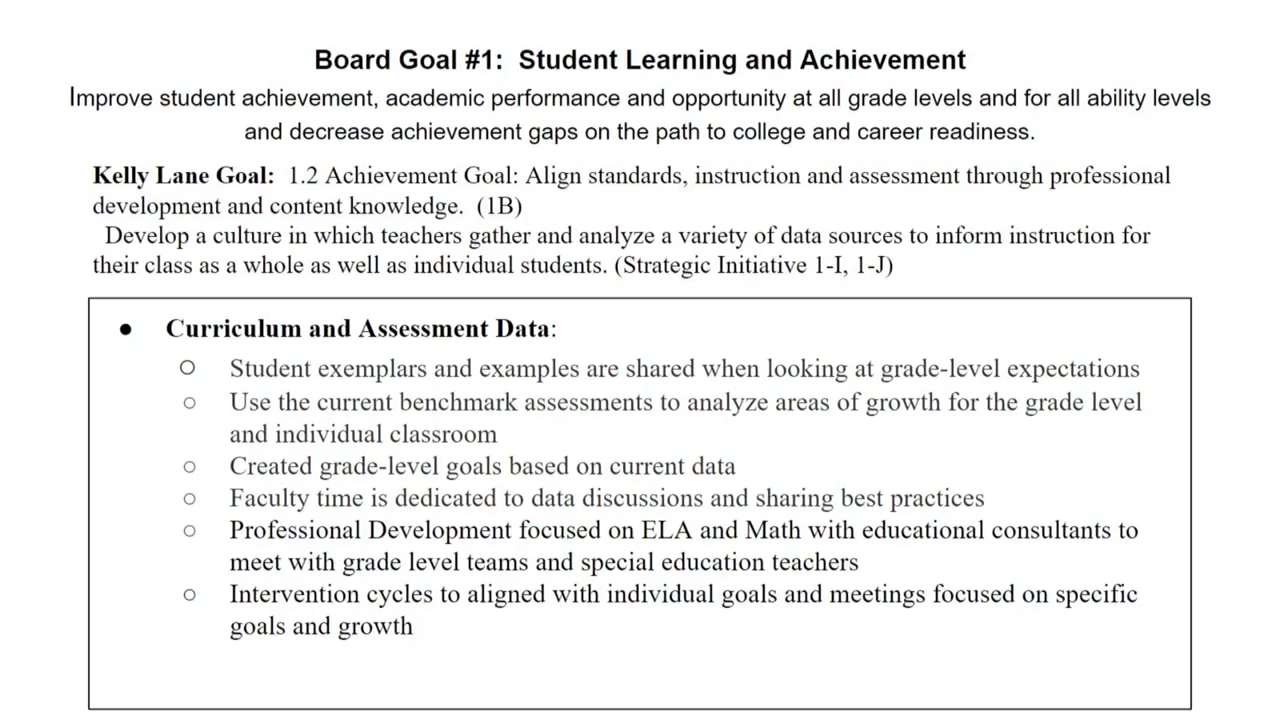 Board Goal #1: Student Learning and Achievement
Improve student achievement, academic performance and opportunity at all grade levels and for all ability levels
and decrease achievement gaps on the path to college and career readiness.
Kelly Lane Goal: 1.2 Achievement Goal: Align standards, instruction and assessment through professional
development and content knowledge. (1B)
Develop a culture in which teachers gather and analyze a variety of data sources to inform instruction for
their class as a whole as well as individual students. (Strategic Initiative 1-I, 1-J)
● Curriculum and Assessment Data:
○ Student exemplars and examples are shared when looking at grade-level expectations
○ Use the current benchmark assessments to analyze areas of growth for the grade level
and individual classroom
○ Created grade-level goals based on current data
○ Faculty time is dedicated to data discussions and sharing best practices
○ Professional Development focused on ELA and Math with educational consultants to
meet with grade level teams and special education teachers
○ Intervention cycles to aligned with individual goals and meetings focused on specific
goals and growth